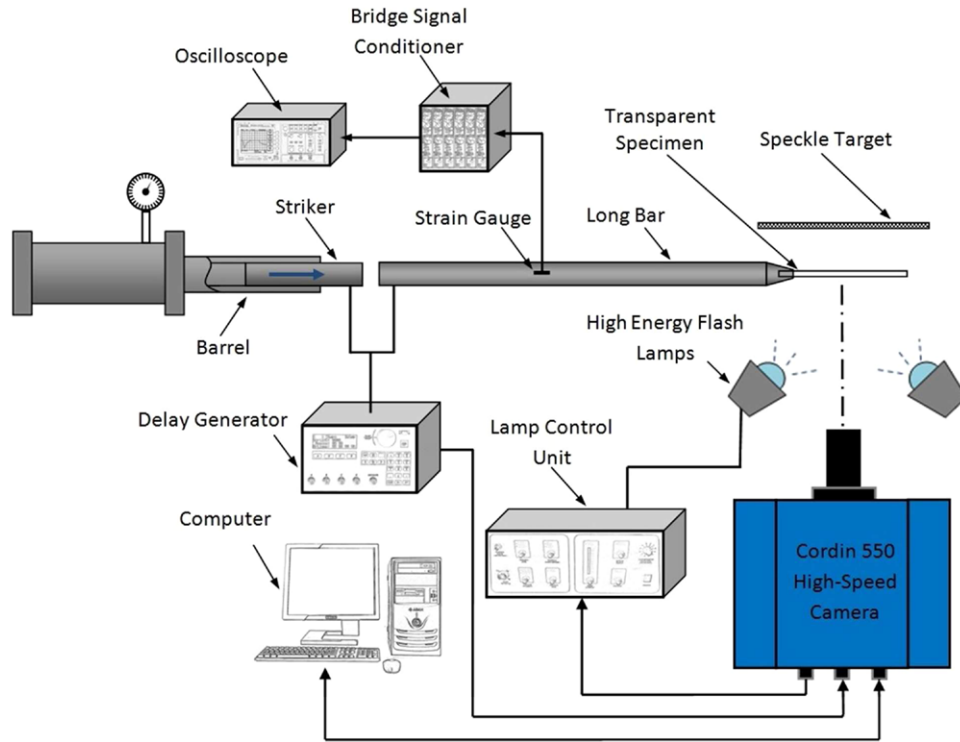 Bridge Signal
Conditioner
Oscilloscope
Transparent
Specimen
Speckle Target
Striker
Strain Gauge
Long Bar
Barrel
High Energy Flash
Lamps
Delay Generator
Lamp Control
Unit
Computer
Cordin 550
High-Speed
Camera